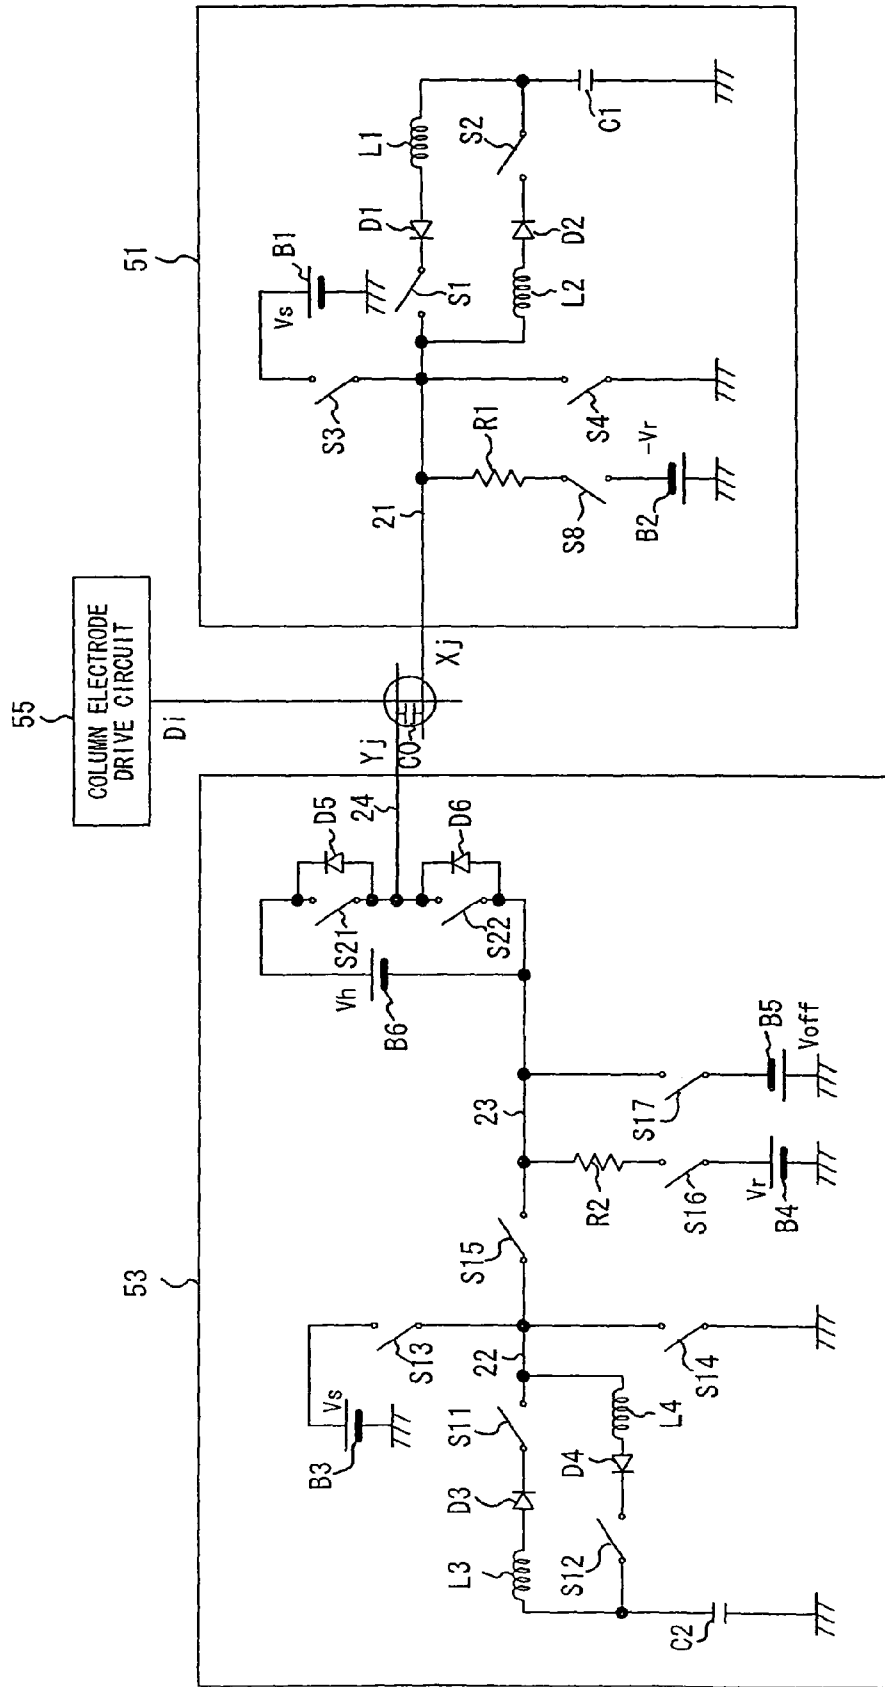 55
COLUMN ELECTRODE
DRIVE CIRCUIT
Di
53
B3
Vs
S13
L3
D3
S11
22
S15
S12
D4
L4
S14
C2
23
R2
S16
Vr
B4
S17
B5
Voff
Vh
B6
S21
D5
24
S22
D6
Yj
C0
Xj
51
21
S3
Vs
B1
S1
D1
L1
R1
S8
-Vr
B2
S4
L2
D2
S2
C1